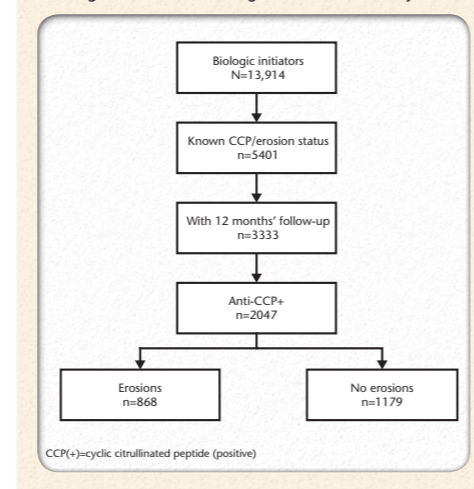 Biologic initiators
N=13,914
Known CCP/erosion status
n=5401
With 12 months’ follow-up
n=3333
Anti-CCP+
n=2047
Erosions
n=868
No erosions
n=1179
CCP(+)=cyclic citrullinated peptide (positive)